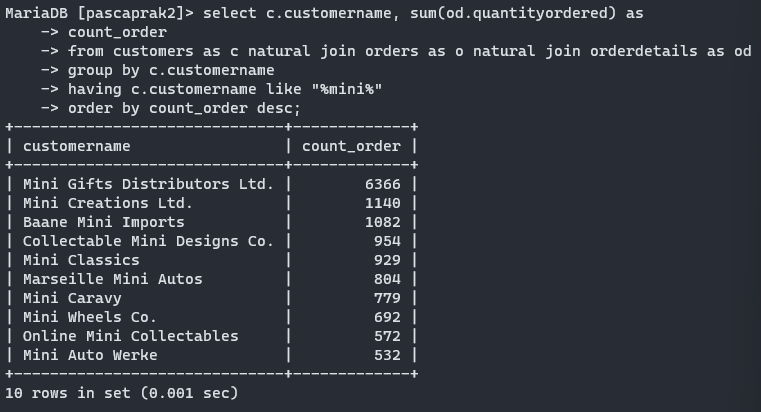 MariaDB [pascaprak2]> select c.customername, sum(od.quantityordered) as
    -> count_order
    -> from customers as c natural join orders as o natural join orderdetails as od
    -> group by c.customername
    -> having c.customername like "%mini%"
    -> order by count_order desc;
+------------------------------+-------------+
| customername                 | count_order |
+------------------------------+-------------+
| Mini Gifts Distributors Ltd. |        6366 |
| Mini Creations Ltd.          |        1140 |
| Baane Mini Imports           |        1082 |
| Collectable Mini Designs Co. |         954 |
| Mini Classics                |         929 |
| Marseille Mini Autos         |         804 |
| Mini Caravy                  |         779 |
| Mini Wheels Co.              |         692 |
| Online Mini Collectables     |         572 |
| Mini Auto Werke              |         532 |
+------------------------------+-------------+
10 rows in set (0.001 sec)